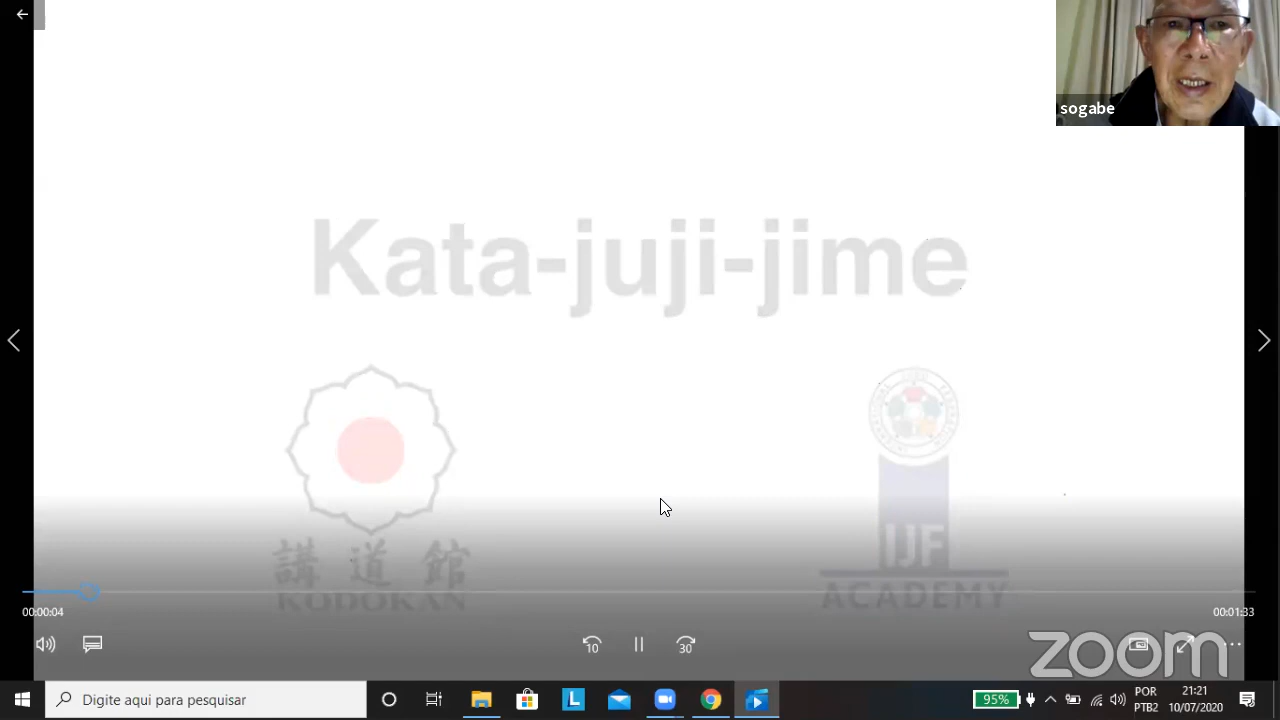 sogabe
Kata-juji-jime
講道館
KODOKAN
IJF
ACADEMY
00:00:04
00:01:33
10
30
zoom
Digite aqui para pesquisar
L
95%
POR
PTB2
21:21
10/07/2020